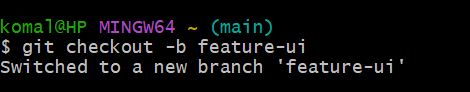 komal@HP MINGW64 ~ (main)
$ git checkout -b feature-ui
Switched to a new branch 'feature-ui'